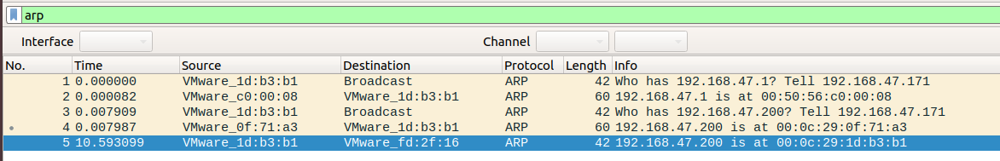 arp
Interface Channel
No. Time Source Destination Protocol Length Info
1 0.000000 VMware_1d:b3:b1 Broadcast ARP 42 Who has 192.168.47.1? Tell 192.168.47.171
2 0.000082 VMware_c0:00:08 VMware_1d:b3:b1 ARP 60 192.168.47.1 is at 00:50:56:c0:00:08
3 0.007909 VMware_1d:b3:b1 Broadcast ARP 42 Who has 192.168.47.200? Tell 192.168.47.171
4 0.007987 VMware_0f:71:a3 VMware_1d:b3:b1 ARP 60 192.168.47.200 is at 00:0c:29:0f:71:a3
5 10.593099 VMware_1d:b3:b1 VMware_fd:2f:16 ARP 42 192.168.47.200 is at 00:0c:29:1d:b3:b1